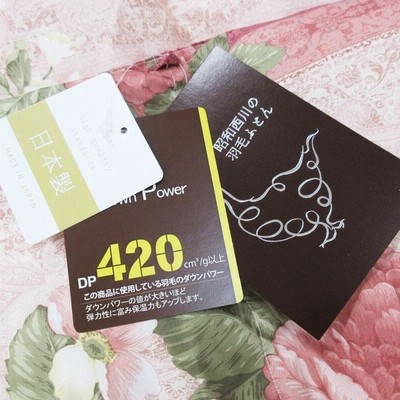 日本製
MADE IN JAPAN
Power
DP420 cm³/g以上
この商品に使用している羽毛のダウンパワー
ダウンパワーの値が大きいほど
弾力性に富み保温力もアップします。
昭和西川の
羽毛ふとん